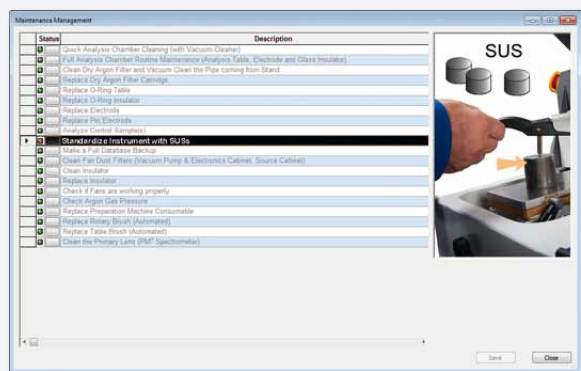 Maintenance Management
Status Description
Quick Analysis Chamber Cleaning (with Vacuum Cleaner)
Full Analysis Chamber Routine Maintenance (Analysis Table, Electrode and Glass Insulator)
Clean Dry Argon Filter and Vacuum Clean the Pipe coming from Stand
Replace Dry Argon Filter Cartridge
Replace O-Ring Table
Replace O-Ring Insulator
Replace Electrode
Replace Pin Electrode
Analyze Control Sample(s)
Standardize Instrument with SUSs
Make a Full Database Backup
Clean Fan Dust Filters (Vacuum Pump & Electronics Cabinet, Source Cabinet)
Clean Insulator
Replace Insulator
Check if Fans are working properly
Check Argon Gas Pressure
Replace Preparation Machine Consumable
Replace Rotary Brush (Automated)
Replace Table Brush (Automated)
Clean the Primary Lens (PMT Spectrometer)
SUS
Save Close